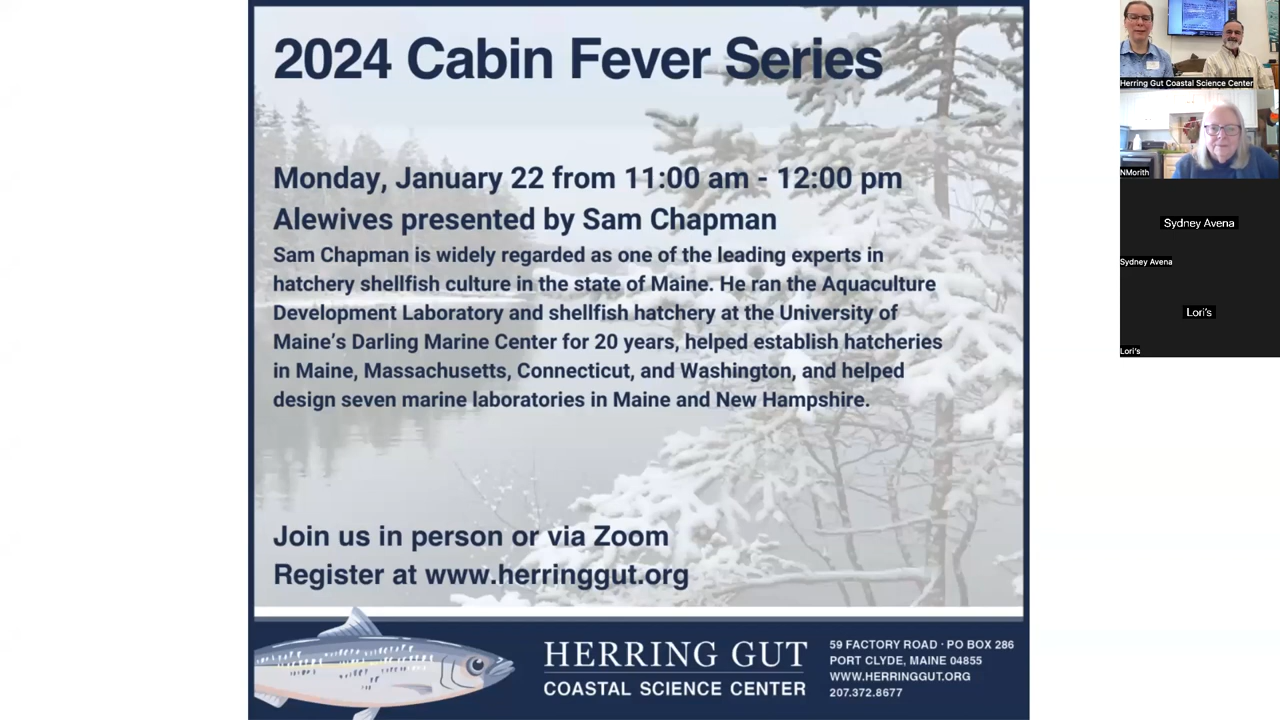 2024 Cabin Fever Series
Monday, January 22 from 11:00 am - 12:00 pm
Alewives presented by Sam Chapman
Sam Chapman is widely regarded as one of the leading experts in
hatchery shellfish culture in the state of Maine. He ran the Aquaculture
Development Laboratory and shellfish hatchery at the University of
Maine’s Darling Marine Center for 20 years, helped establish hatcheries
in Maine, Massachusetts, Connecticut, and Washington, and helped
design seven marine laboratories in Maine and New Hampshire.
Join us in person or via Zoom
Register at www.herringgut.org
HERRING GUT
COASTAL SCIENCE CENTER
59 FACTORY ROAD · PO BOX 286
PORT CLYDE, MAINE 04855
WWW.HERRINGGUT.ORG
207.372.8677
Herring Gut Coastal Science Center
NMorith
Sydney Avena
Sydney Avena
Lori's
Lori's